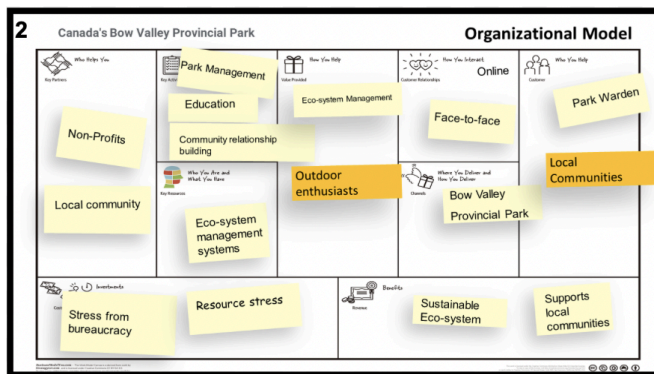 2
Canada's Bow Valley Provincial Park
Organizational Model
Who Helps You
Key Partners
Non-Profits
Local community
Park Management
Education
Community relationship
building
Who You Are and
What You Have
Key Resources
Eco-system
management
systems
How You Help
Value Provided
Eco-system Management
Outdoor
enthusiasts
How You Interact
Customer Relationships
Online
Face-to-face
Where You Deliver and
How You Deliver
Channels
Bow Valley
Provincial Park
Who You Help
Customer
Park Warden
Local
Communities
Investments
Stress from
bureaucracy
Resource stress
Benefits
Revenue
Sustainable
Eco-system
Supports
local
communities